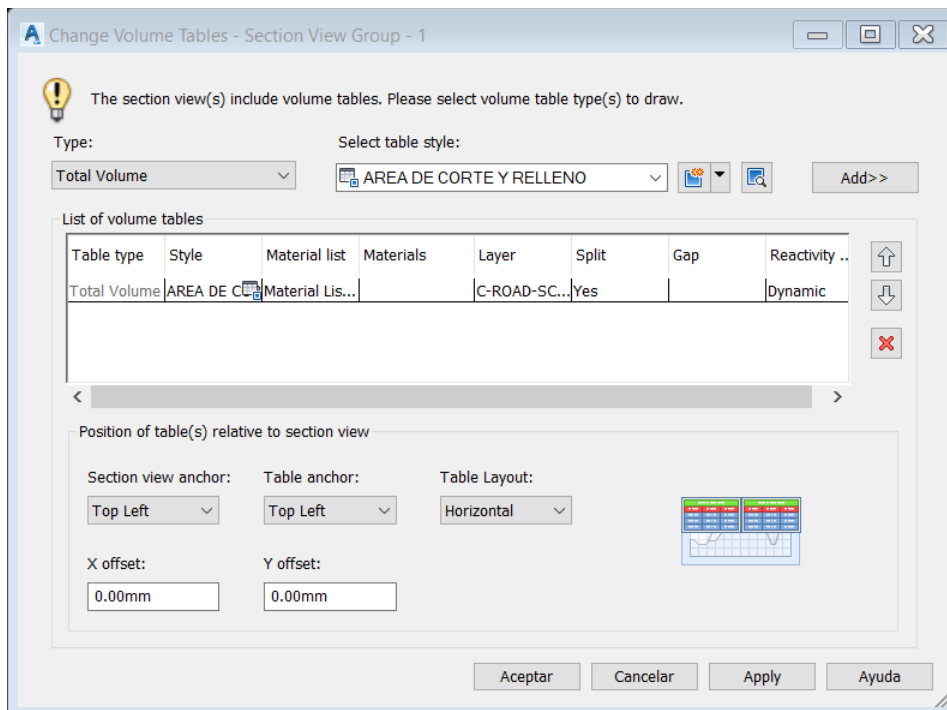 Change Volume Tables - Section View Group - 1
The section view(s) include volume tables. Please select volume table type(s) to draw.
Type: Select table style:
Total Volume AREA DE CORTE Y RELLENO Add>>
List of volume tables
Table type Style Material list Materials Layer Split Gap Reactivity ..
Total Volume AREA DE C Material Lis... C-ROAD-SC... Yes Dynamic
Position of table(s) relative to section view
Section view anchor: Table anchor: Table Layout:
Top Left Top Left Horizontal
X offset: Y offset:
0.00mm 0.00mm
Aceptar Cancelar Apply Ayuda